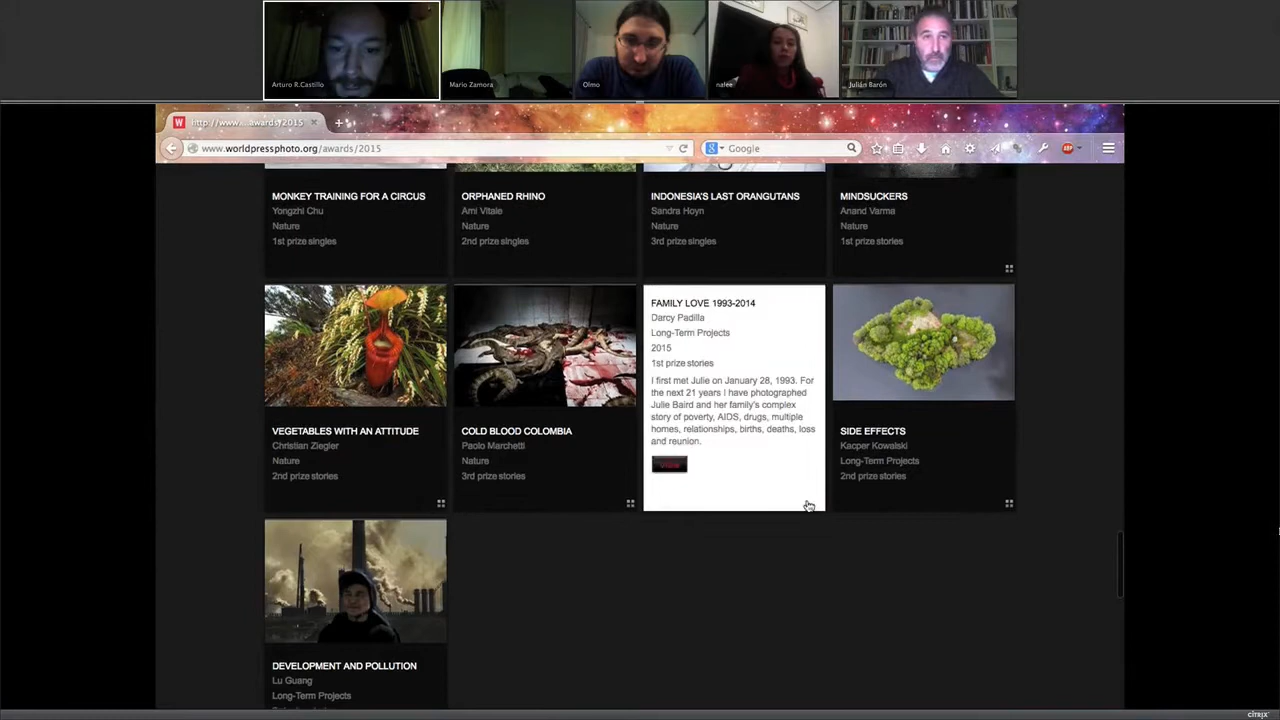 Arturo R.Castillo
Mario Zamora
Olmo
nalee
Julián Barón
http://www....awards/2015
www.worldpressphoto.org/awards/2015
Google
MONKEY TRAINING FOR A CIRCUS
Yongzhi Chu
Nature
1st prize singles
ORPHANED RHINO
Ami Vitale
Nature
2nd prize singles
INDONESIA'S LAST ORANGUTANS
Sandra Hoyn
Nature
3rd prize singles
MINDSUCKERS
Anand Varma
Nature
1st prize stories
VEGETABLES WITH AN ATTITUDE
Christian Ziegler
Nature
2nd prize stories
COLD BLOOD COLOMBIA
Paolo Marchetti
Nature
3rd prize stories
FAMILY LOVE 1993-2014
Darcy Padilla
Long-Term Projects
2015
1st prize stories
I first met Julie on January 28, 1993. For
the next 21 years I have photographed
Julie Baird and her family's complex
story of poverty, AIDS, drugs, multiple
homes, relationships, births, deaths, loss
and reunion.
View
SIDE EFFECTS
Kacper Kowalski
Long-Term Projects
2nd prize stories
DEVELOPMENT AND POLLUTION
Lu Guang
Long-Term Projects
CITRIX